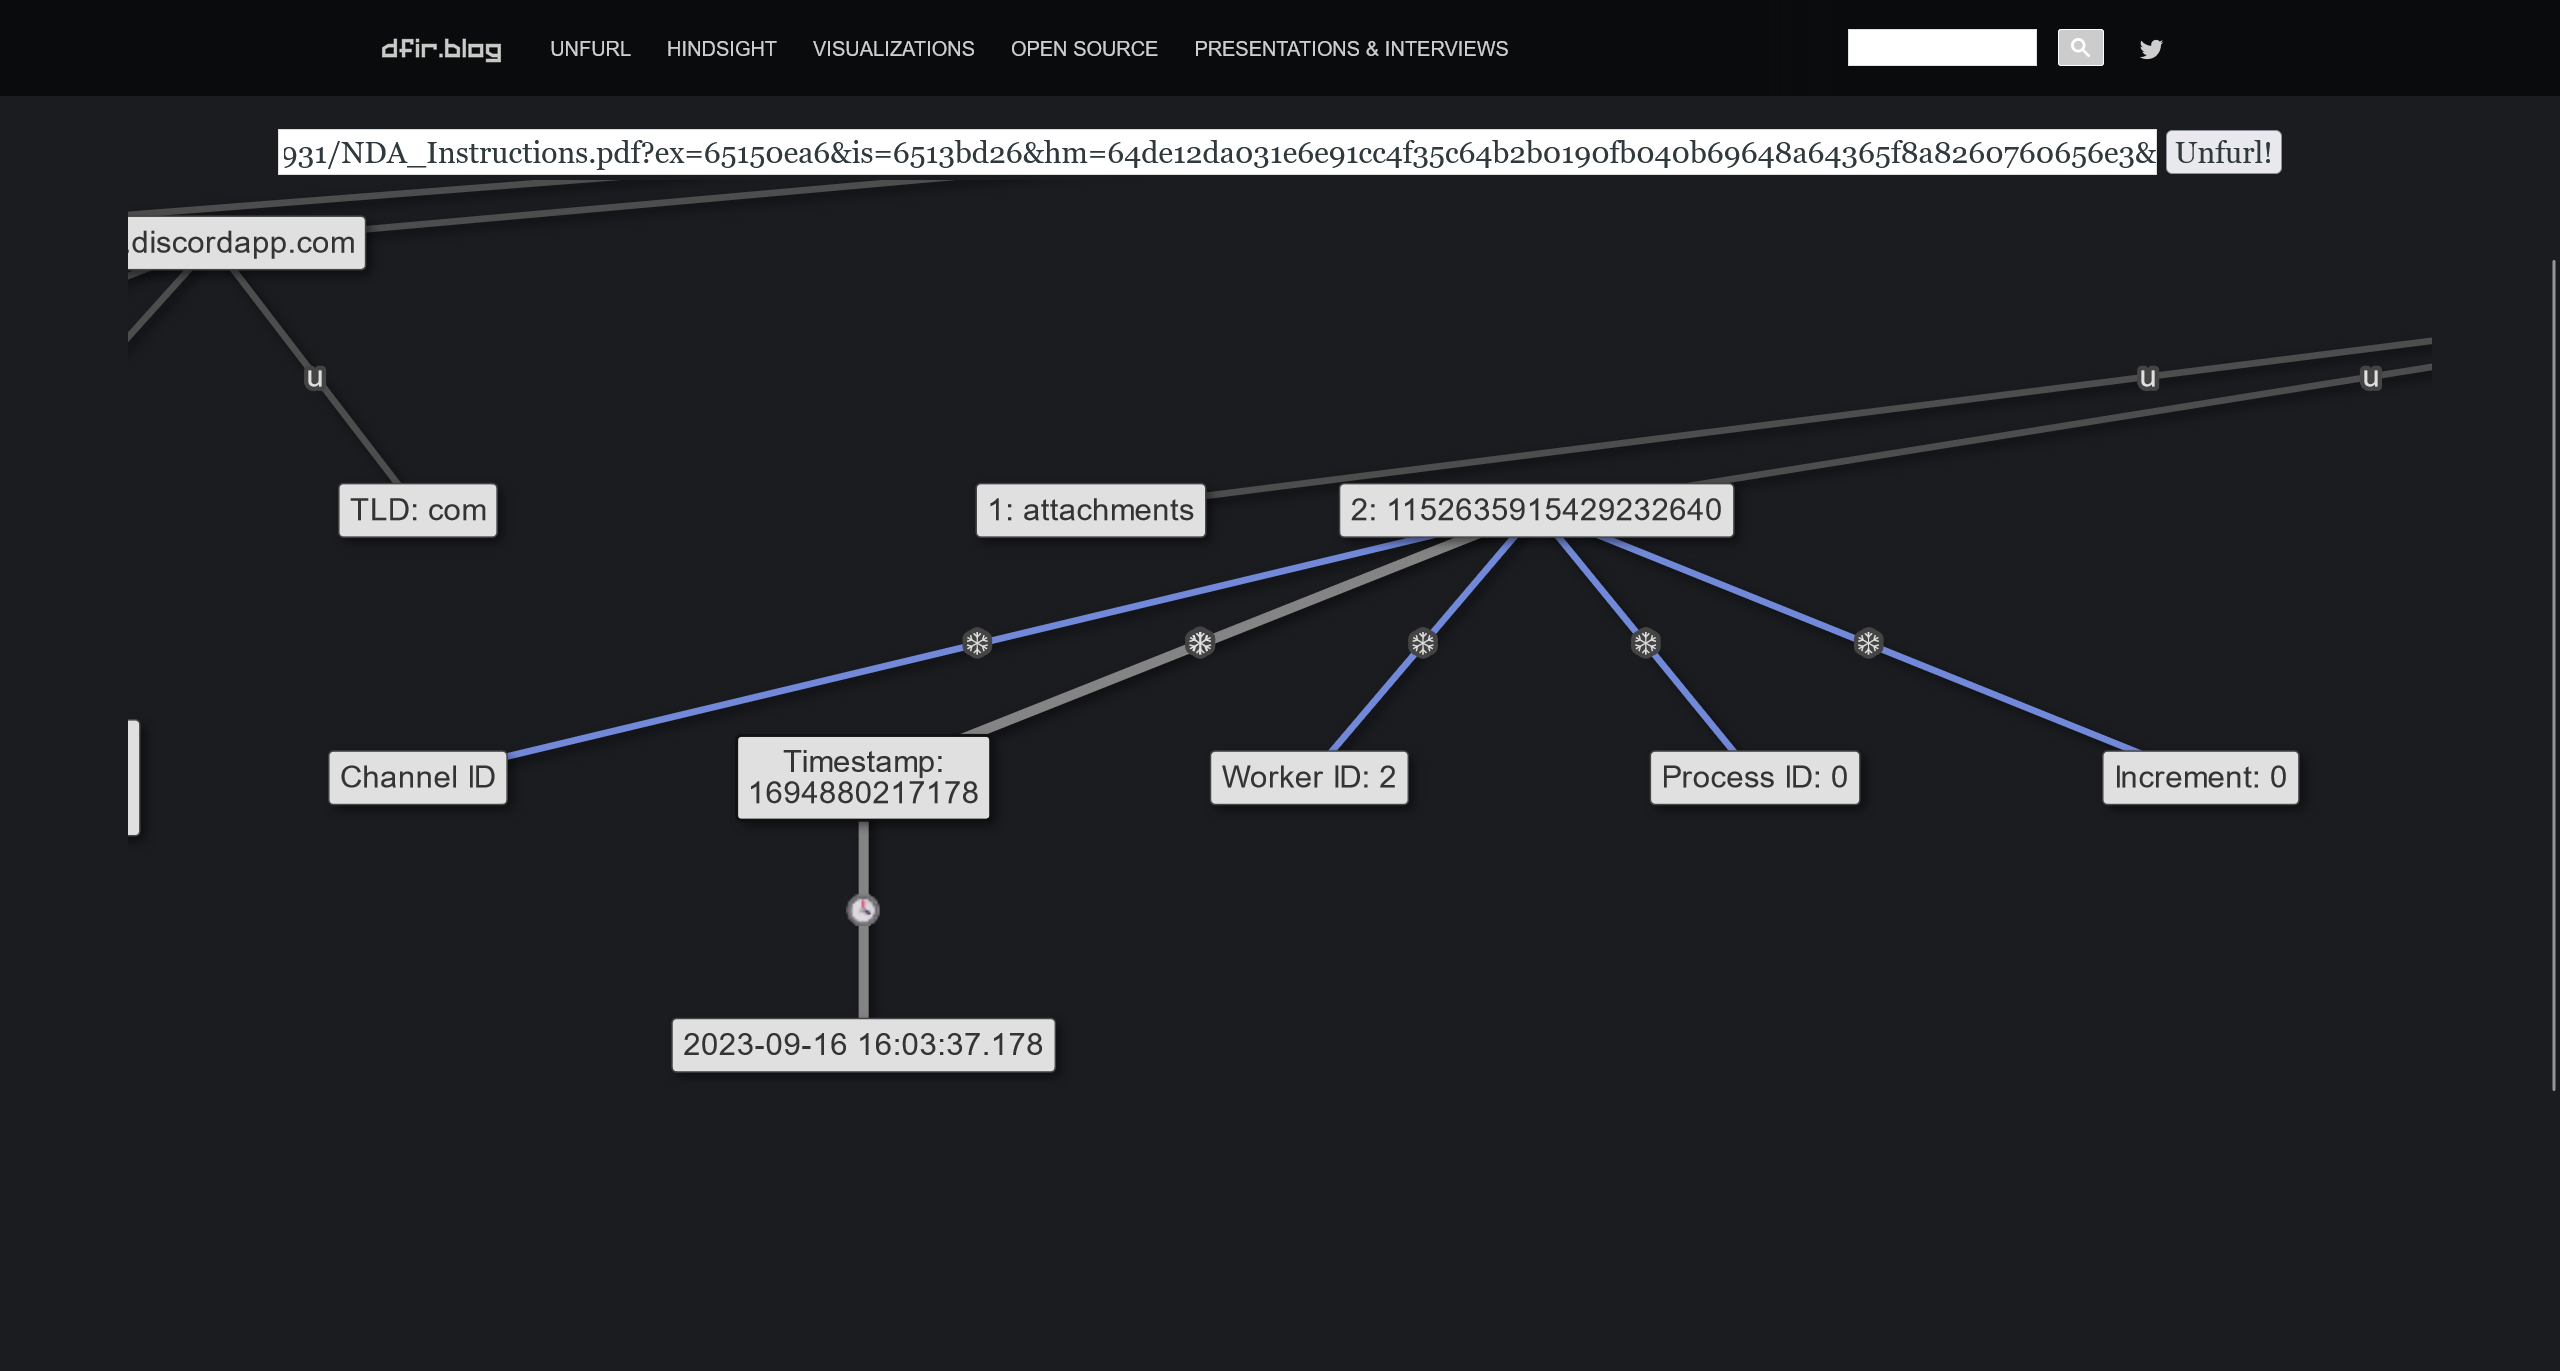 dfir.blog UNFURL HINDSIGHT VISUALIZATIONS OPEN SOURCE PRESENTATIONS & INTERVIEWS
931/NDA_Instructions.pdf?ex=65150ea6&is=6513bd26&hm=64de12da031e6e91cc4f35c64b2b0190fb040b69648a64365f8a8260760656e3& Unfurl!
.discordapp.com
u u u
TLD: com 1: attachments 2: 1152635915429232640
Channel ID Timestamp: Worker ID: 2 Process ID: 0 Increment: 0
1694880217178
2023-09-16 16:03:37.178